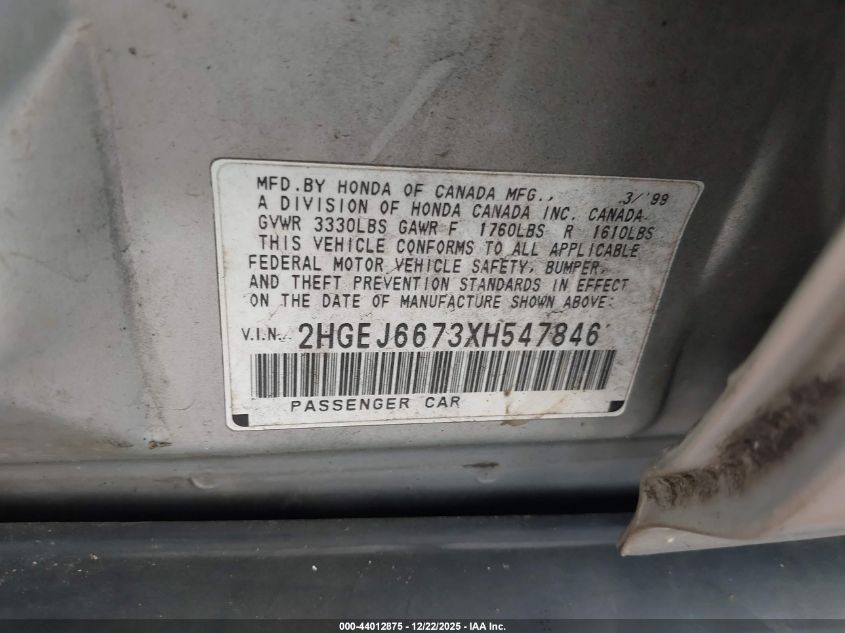 MFD.BY HONDA OF CANADA MFG., 3/'99
A DIVISION OF HONDA CANADA INC. CANADA
GVWR 3330LBS GAWR F 1760LBS R 1610LBS
THIS VEHICLE CONFORMS TO ALL APPLICABLE
FEDERAL MOTOR VEHICLE SAFETY, BUMPER,
AND THEFT PREVENTION STANDARDS IN EFFECT
ON THE DATE OF MANUFACTURE SHOWN ABOVE.
V.I.N. 2HGEJ6673XH547846
PASSENGER CAR
000-44012875 - 12/22/2025 - IAA Inc.